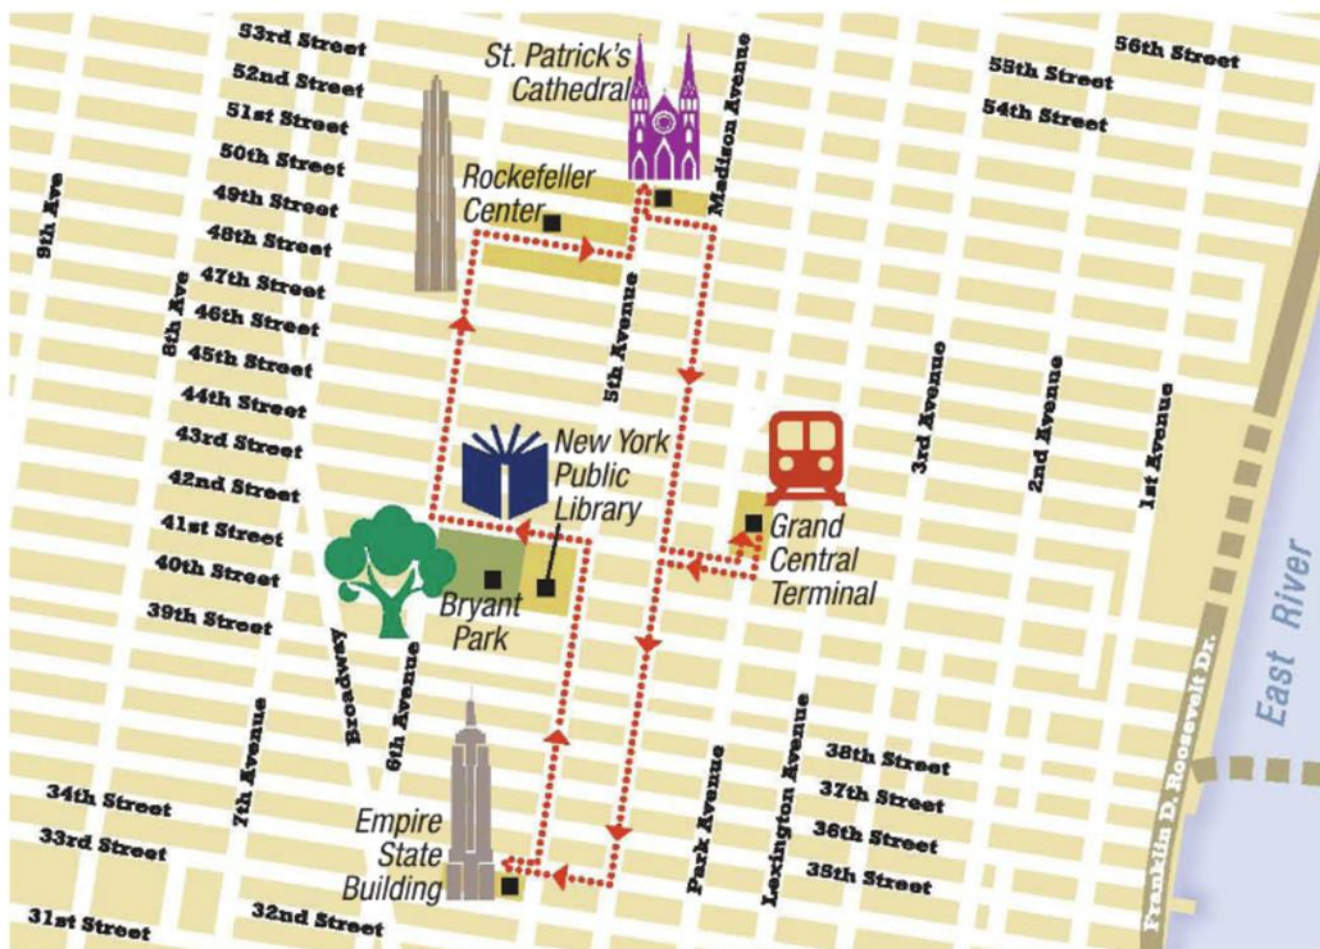 53rd Street
52nd Street
51st Street
50th Street
49th Street
48th Street
47th Street
46th Street
45th Street
44th Street
43rd Street
42nd Street
41st Street
40th Street
39th Street
9th Ave
8th Ave
St. Patrick's
Cathedral
Madison Avenue
56th Street
55th Street
54th Street
Rockefeller
Center
5th Avenue
New York
Public
Library
3rd Avenue
2nd Avenue
1st Avenue
Grand
Central
Terminal
Bryant
Park
Broadway
6th Avenue
7th Avenue
34th Street
33rd Street
31st Street
32nd Street
Empire
State
Building
Park Avenue
Lexington Avenue
38th Street
37th Street
36th Street
35th Street
Franklin D. Roosevelt Dr.
East River